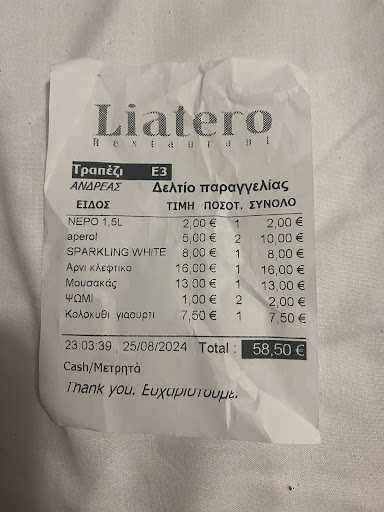 Liatero
Restaurant
Τραπέζι E3
ΑΝΔΡΕΑΣ Δελτίο παραγγελίας
ΕΙΔΟΣ ΤΙΜΗ ΠΟΣΟΤ. ΣΥΝΟΛΟ
ΝΕΡΟ 1,5L 2,00 € 1 2,00 €
aperol 5,00 € 2 10,00 €
SPARKLING WHITE 8,00 € 1 8,00 €
Αρνι κλεφτικο 16,00 € 1 16,00 €
Μουσακάς 13,00 € 1 13,00 €
ΨΩΜΙ 1,00 € 2 2,00 €
Κολοκυθι γιαουρτι 7,50 € 1 7,50 €
23:03:39 , 25/08/2024 Total : 58,50 €
Cash/Μετρητά
Thank you. Ευχαριστουμε.